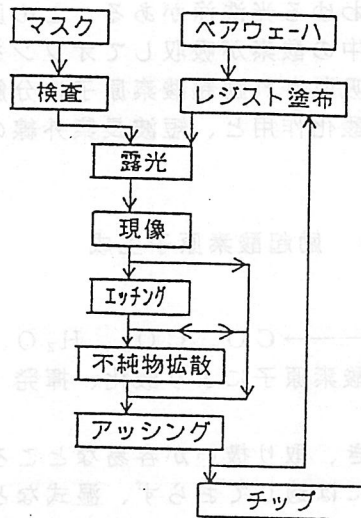 マスク
ベアウェーハ
検査
レジスト塗布
露光
現像
エッチング
不純物拡散
アッシング
チップ